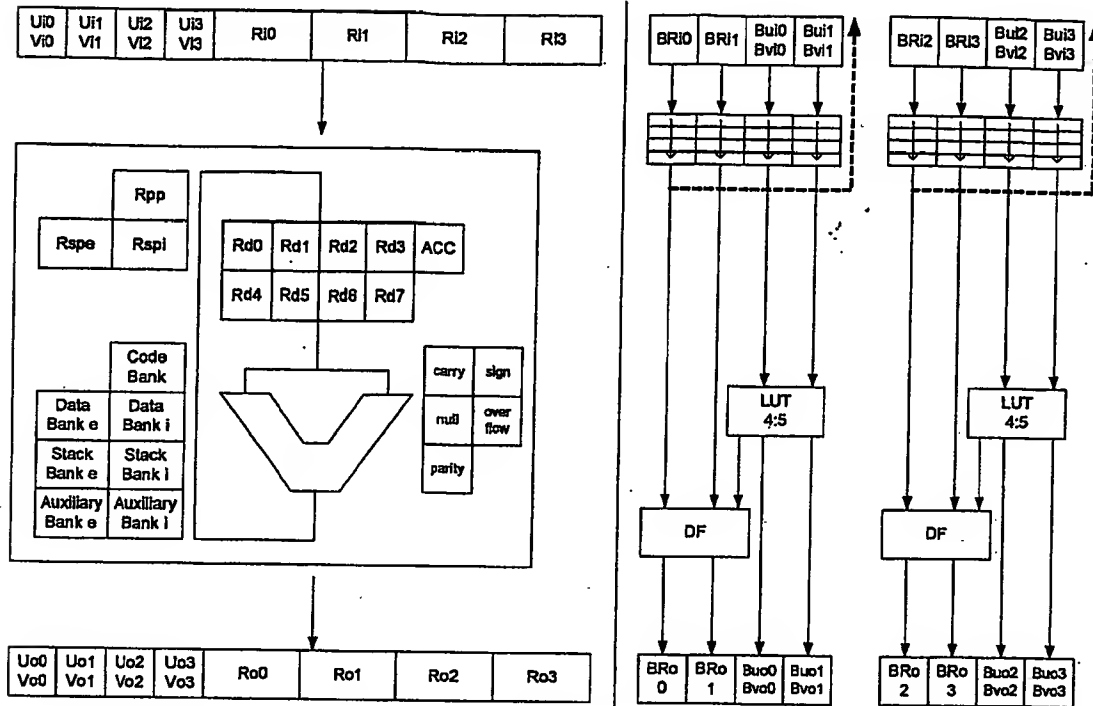 Ui0 Ui1 Ui2 Ui3 Ri0 Ri1 Ri2 Ri3
Vi0 Vi1 Vi2 Vi3
Rpp
Rspe Rspi
Rd0 Rd1 Rd2 Rd3 ACC
Rd4 Rd5 Rd6 Rd7
Code
Bank
Data Data
Bank e Bank i
Stack Stack
Bank e Bank i
Auxiliary Auxiliary
Bank e Bank i
carry sign
null over
flow
parity
Uo0 Uo1 Uo2 Uo3 Ro0 Ro1 Ro2 Ro3
Vo0 Vo1 Vo2 Vo3
BRi0 BRi1 Bui0 Bui1
Bvi0 Bvi1
LUT
4:5
DF
BRo BRo Buo0 Buo1
0 1 Bvo0 Bvo1
BRi2 BRi3 Bui2 Bui3
Bvi2 Bvi3
LUT
4:5
DF
BRo BRo Buo2 Buo3
2 3 Bvo2 Bvo3